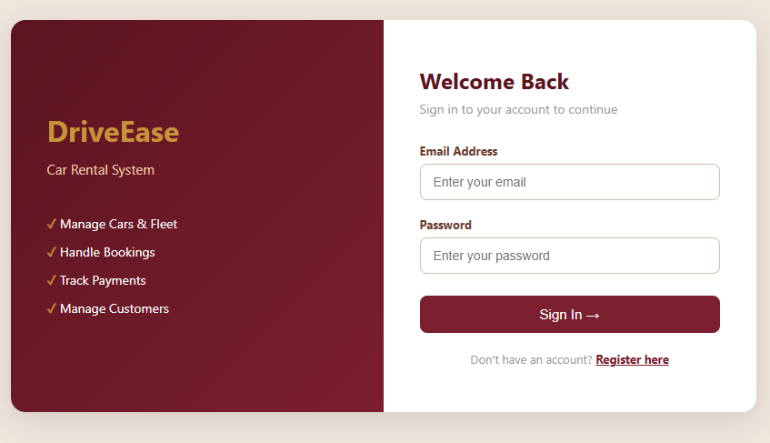 DriveEase
Car Rental System
✓ Manage Cars & Fleet
✓ Handle Bookings
✓ Track Payments
✓ Manage Customers
Welcome Back
Sign in to your account to continue
Email Address
Enter your email
Password
Enter your password
Sign In →
Don't have an account? Register here